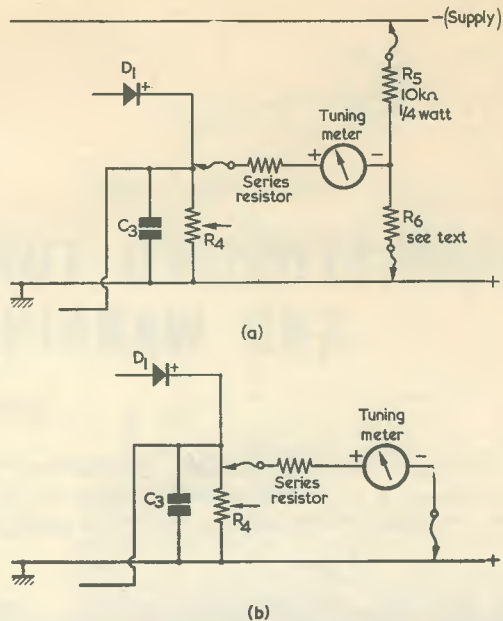 −(Supply)
D1
+
R5
10kΩ
1/4 watt
Tuning
meter
+
−
Series
resistor
R6
see text
C3
R4
+
(a)
D1
+
Tuning
meter
+
−
Series
resistor
C3
R4
+
(b)